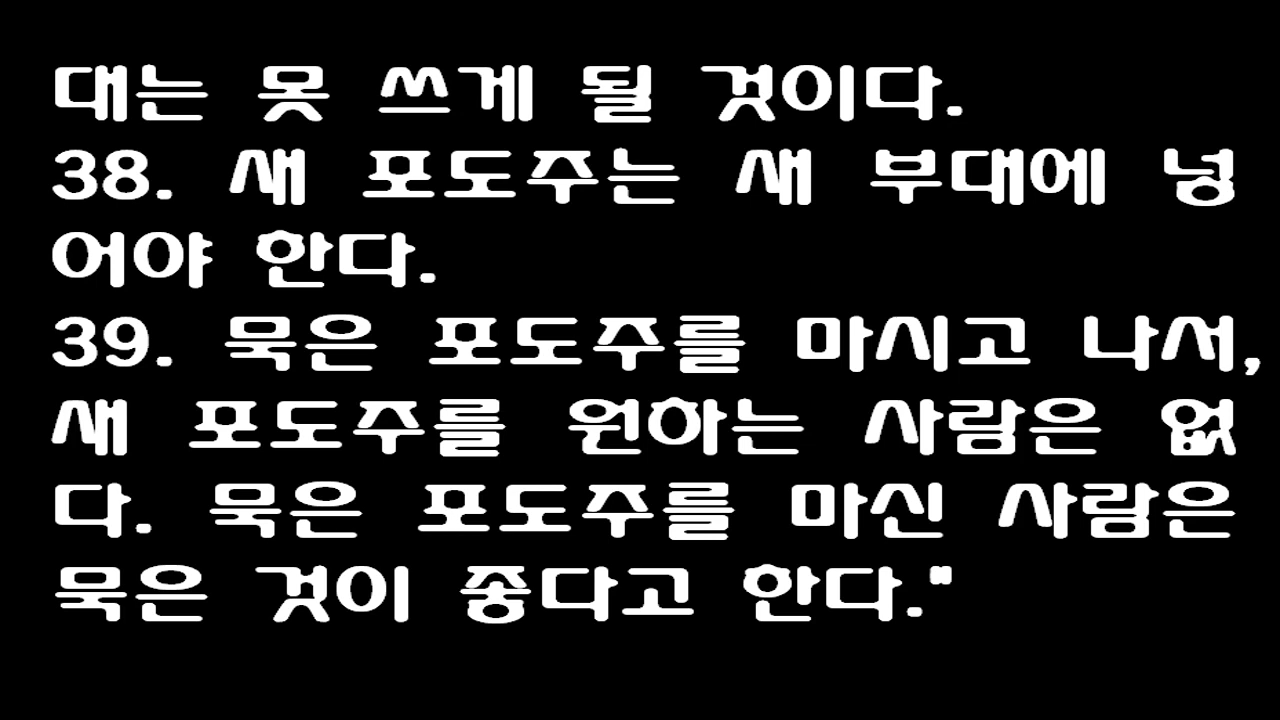 대는 못 쓰게 될 것이다.
38. 새 포도주는 새 부대에 넣
어야 한다.
39. 묵은 포도주를 마시고 나서,
새 포도주를 원하는 사람은 없
다. 묵은 포도주를 마신 사람은
묵은 것이 좋다고 한다."